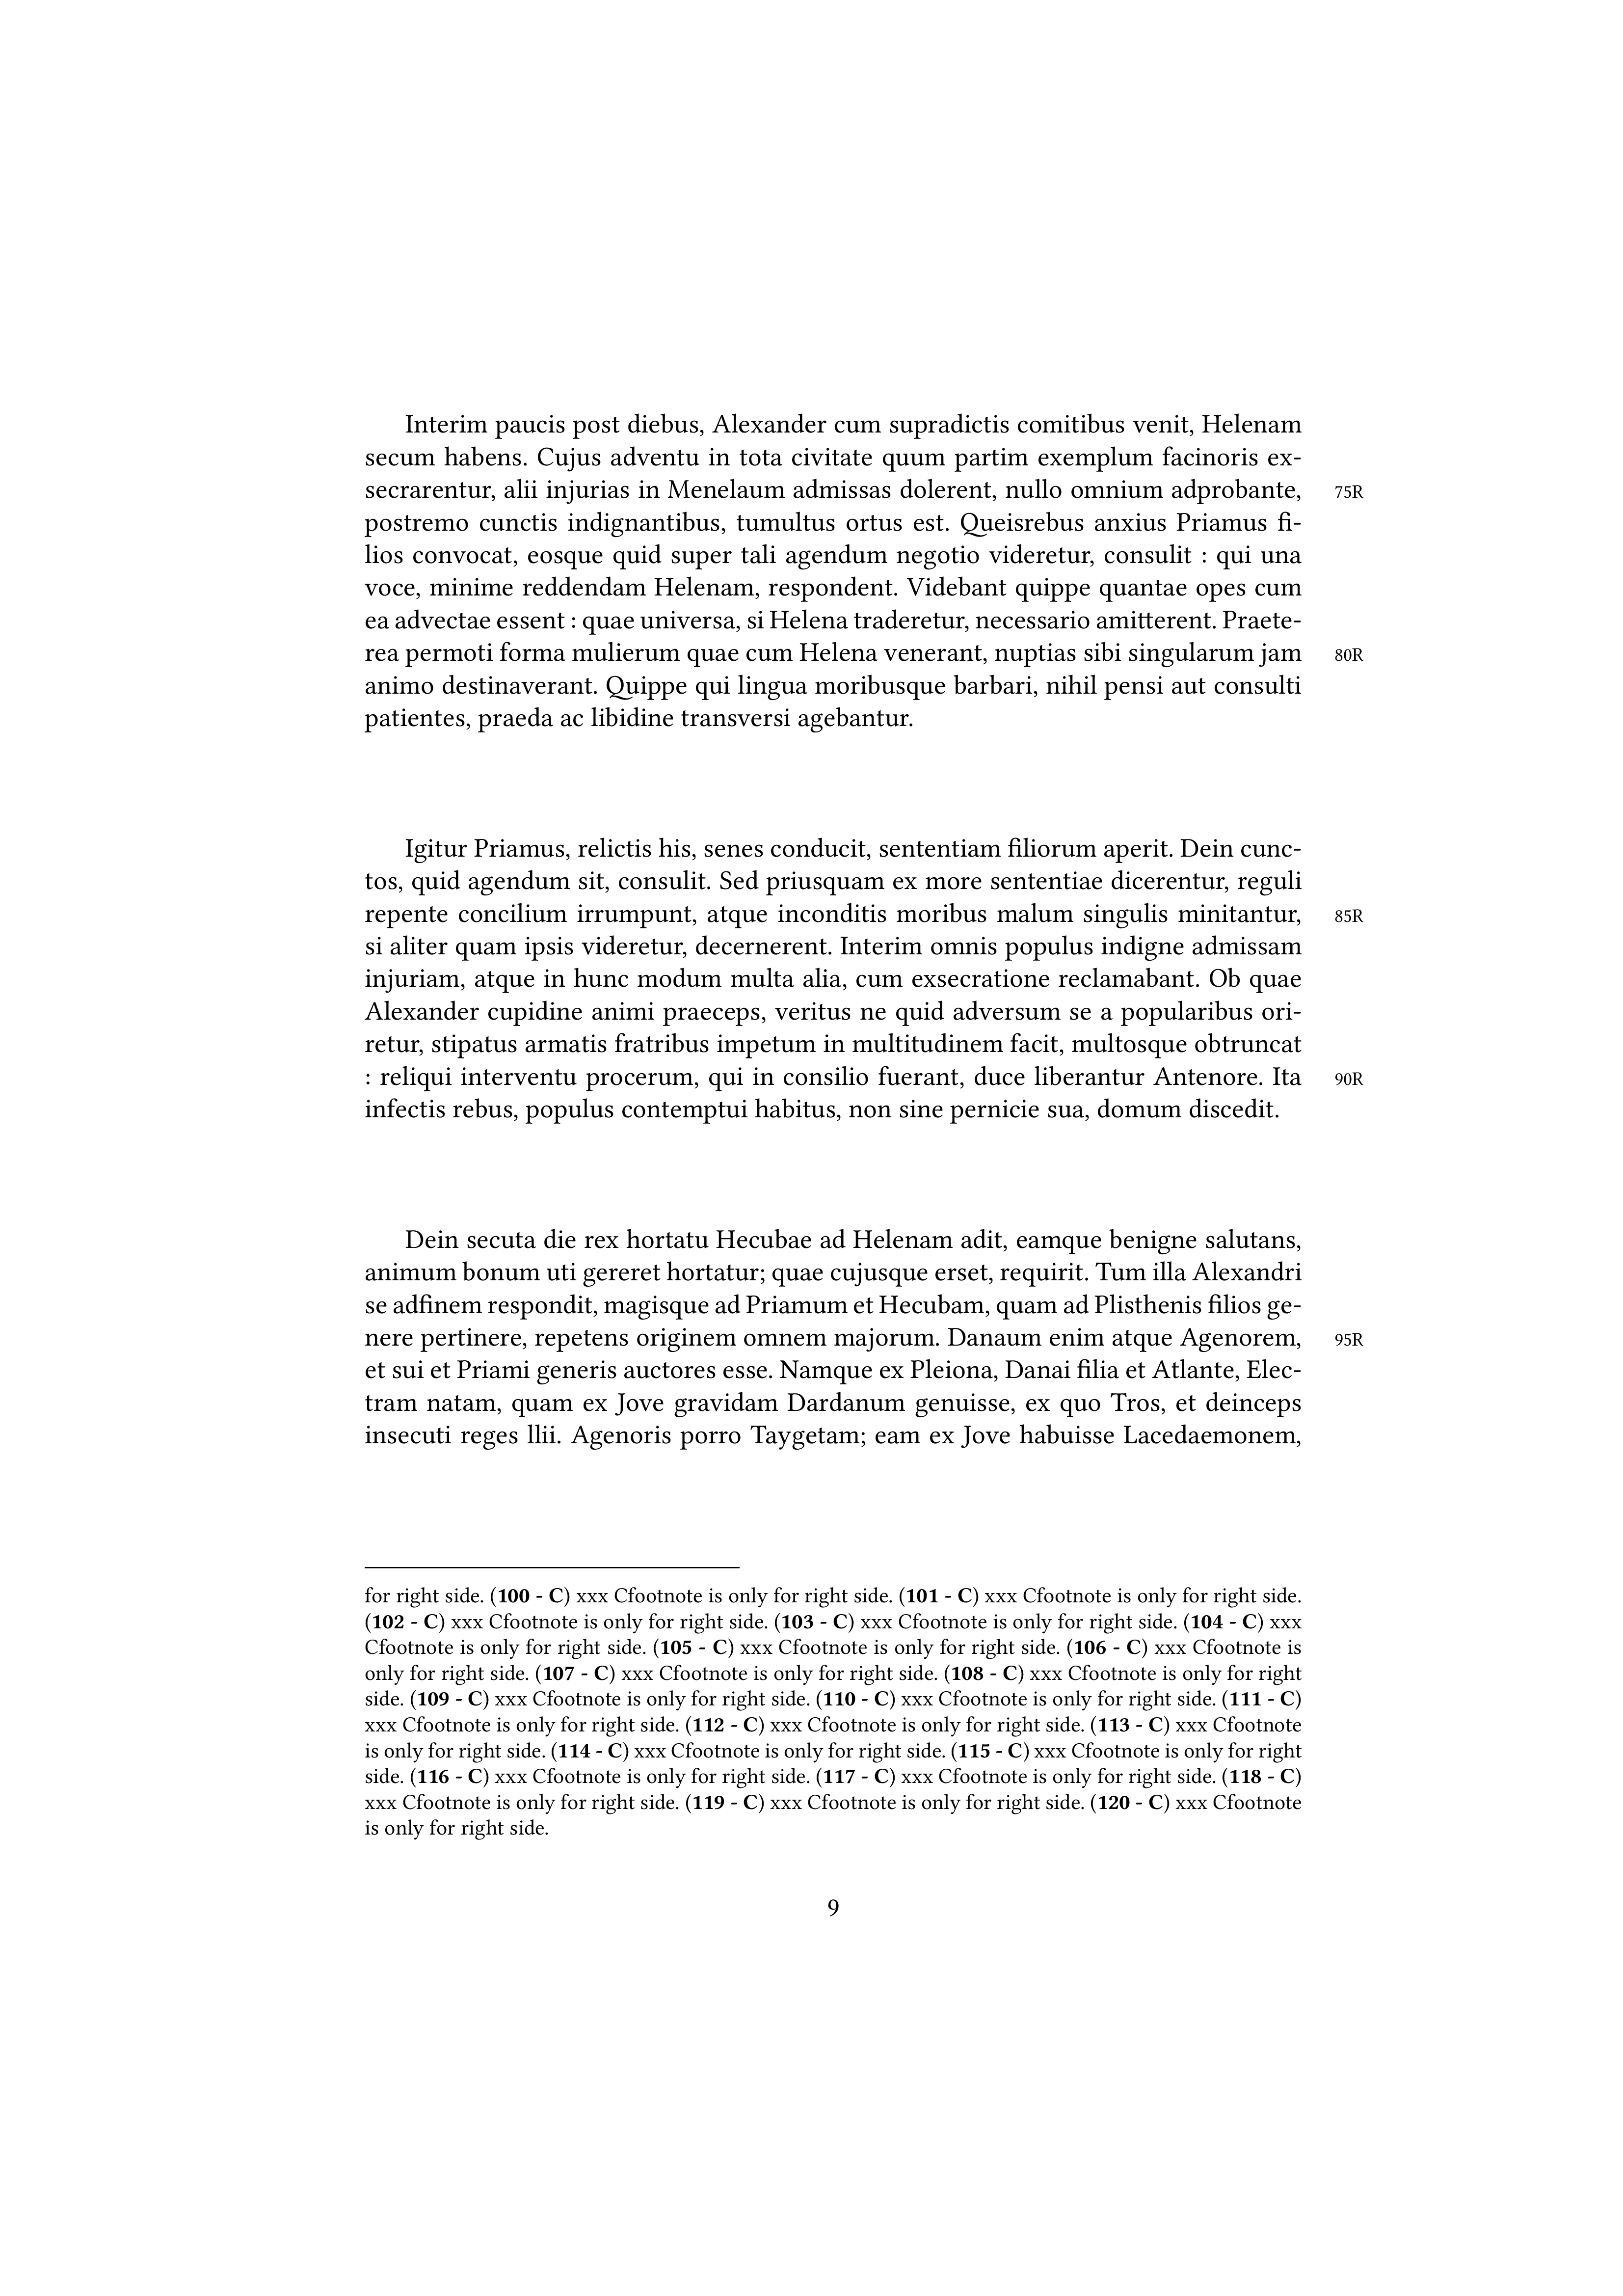 Interim paucis post diebus, Alexander cum supradictis comitibus venit, Helenam
secum habens. Cujus adventu in tota civitate quum partim exemplum facinoris ex-
secrarentur, alii injurias in Menelaum admissas dolerent, nullo omnium adprobante, 75R
postremo cunctis indignantibus, tumultus ortus est. Queisrebus anxius Priamus fi-
lios convocat, eosque quid super tali agendum negotio videretur, consulit : qui una
voce, minime reddendam Helenam, respondent. Videbant quippe quantae opes cum
ea advectae essent : quae universa, si Helena traderetur, necessario amitterent. Praete-
rea permoti forma mulierum quae cum Helena venerant, nuptias sibi singularum jam 80R
animo destinaverant. Quippe qui lingua moribusque barbari, nihil pensi aut consulti
patientes, praeda ac libidine transversi agebantur.
Igitur Priamus, relictis his, senes conducit, sententiam filiorum aperit. Dein cunc-
tos, quid agendum sit, consulit. Sed priusquam ex more sententiae dicerentur, reguli
repente concilium irrumpunt, atque inconditis moribus malum singulis minitantur, 85R
si aliter quam ipsis videretur, decernerent. Interim omnis populus indigne admissam
injuriam, atque in hunc modum multa alia, cum exsecratione reclamabant. Ob quae
Alexander cupidine animi praeceps, veritus ne quid adversum se a popularibus ori-
retur, stipatus armatis fratribus impetum in multitudinem facit, multosque obtruncat
: reliqui interventu procerum, qui in consilio fuerant, duce liberantur Antenore. Ita 90R
infectis rebus, populus contemptui habitus, non sine pernicie sua, domum discedit.
Dein secuta die rex hortatu Hecubae ad Helenam adit, eamque benigne salutans,
animum bonum uti gereret hortatur; quae cujusque erset, requirit. Tum illa Alexandri
se adfinem respondit, magisque ad Priamum et Hecubam, quam ad Plisthenis filios ge-
nere pertinere, repetens originem omnem majorum. Danaum enim atque Agenorem, 95R
et sui et Priami generis auctores esse. Namque ex Pleiona, Danai filia et Atlante, Elec-
tram natam, quam ex Jove gravidam Dardanum genuisse, ex quo Tros, et deinceps
insecuti reges llii. Agenoris porro Taygetam; eam ex Jove habuisse Lacedaemonem,
for right side. (100 - C) xxx Cfootnote is only for right side. (101 - C) xxx Cfootnote is only for right side.
(102 - C) xxx Cfootnote is only for right side. (103 - C) xxx Cfootnote is only for right side. (104 - C) xxx
Cfootnote is only for right side. (105 - C) xxx Cfootnote is only for right side. (106 - C) xxx Cfootnote is
only for right side. (107 - C) xxx Cfootnote is only for right side. (108 - C) xxx Cfootnote is only for right
side. (109 - C) xxx Cfootnote is only for right side. (110 - C) xxx Cfootnote is only for right side. (111 - C)
xxx Cfootnote is only for right side. (112 - C) xxx Cfootnote is only for right side. (113 - C) xxx Cfootnote
is only for right side. (114 - C) xxx Cfootnote is only for right side. (115 - C) xxx Cfootnote is only for right
side. (116 - C) xxx Cfootnote is only for right side. (117 - C) xxx Cfootnote is only for right side. (118 - C)
xxx Cfootnote is only for right side. (119 - C) xxx Cfootnote is only for right side. (120 - C) xxx Cfootnote
is only for right side.
9